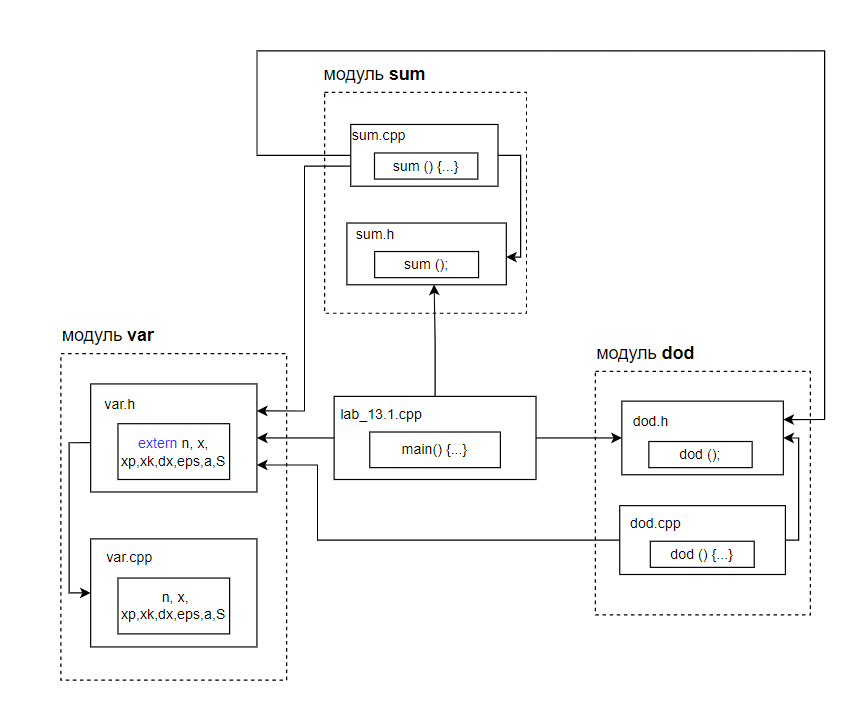 модуль sum
sum.cpp
sum () {...}
sum.h
sum ();
модуль var
var.h
extern n, x,
xp,xk,dx,eps,a,S
var.cpp
n, x,
xp,xk,dx,eps,a,S
lab_13.1.cpp
main() {...}
модуль dod
dod.h
dod ();
dod.cpp
dod () {...}